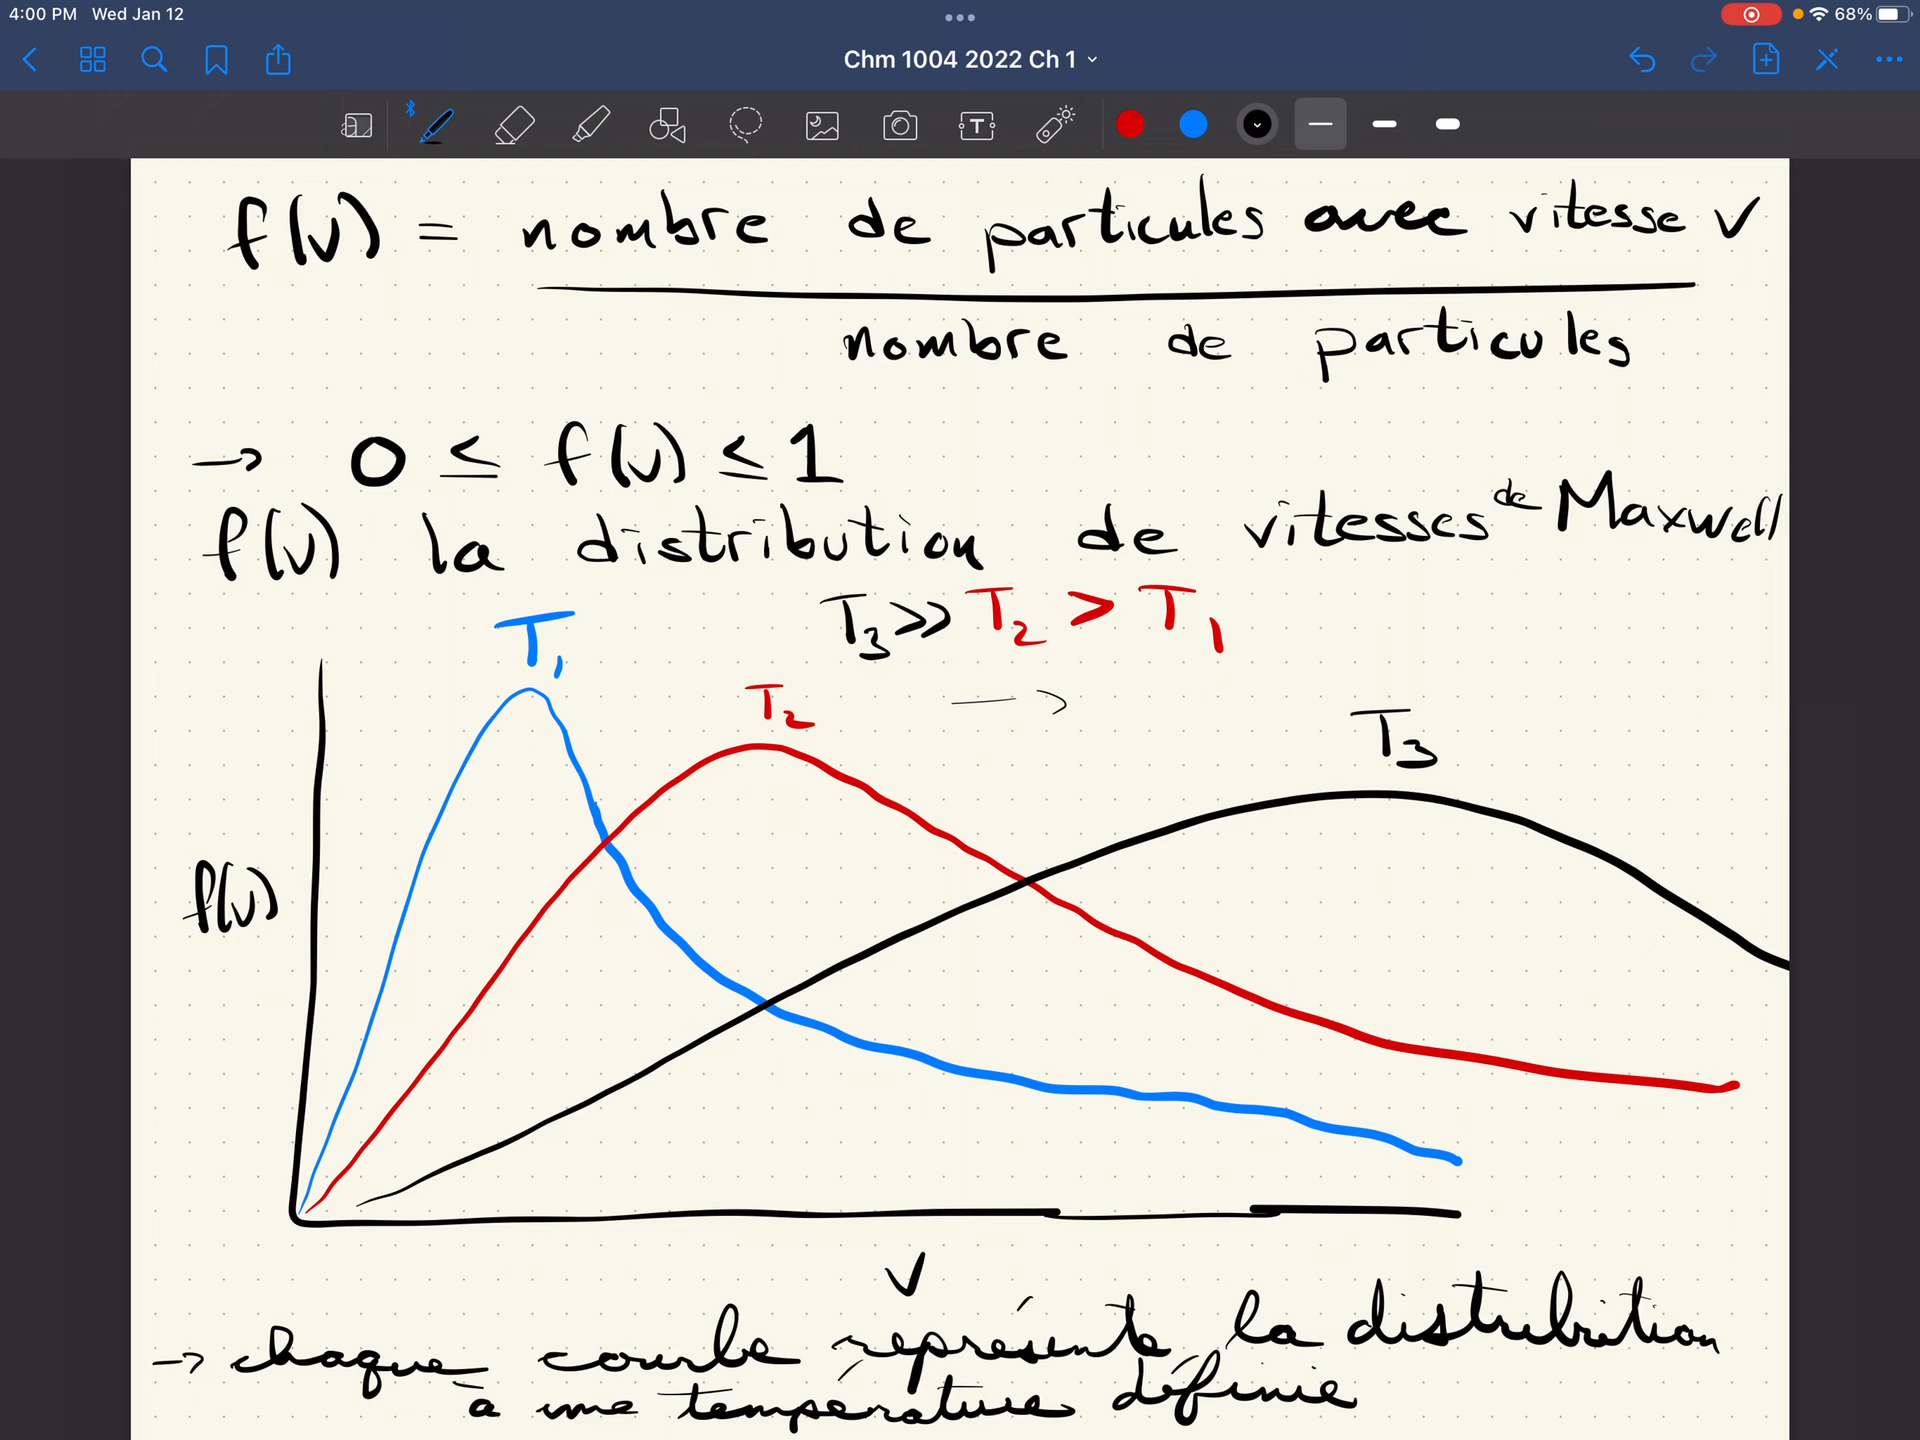 4:00 PM Wed Jan 12
68%
Chm 1004 2022 Ch 1
f(v) = nombre de particules avec vitesse v
nombre de particules
→ 0 ≤ f(v) ≤ 1
f(v) la distribution de vitesses de Maxwell
T3 >> T2 > T1
T1
T2 →
T3
f(v)
v
→ chaque courbe représente la distribution
à une température définie